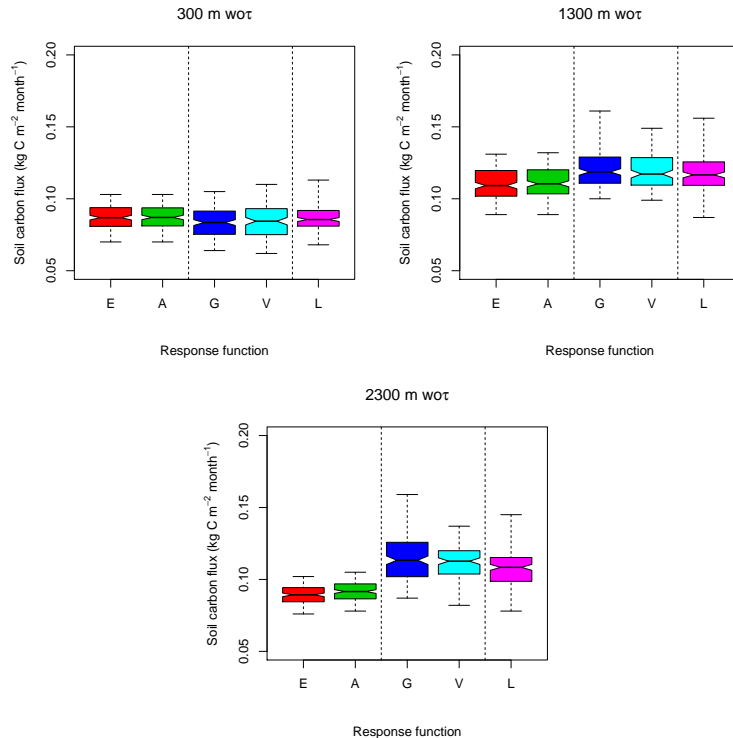 300 m woτ
Soil carbon flux (kg C m⁻² month⁻¹)
0.05 0.10 0.15 0.20
E A G V L
Response function
1300 m woτ
Soil carbon flux (kg C m⁻² month⁻¹)
0.05 0.10 0.15 0.20
E A G V L
Response function
2300 m woτ
Soil carbon flux (kg C m⁻² month⁻¹)
0.05 0.10 0.15 0.20
E A G V L
Response function